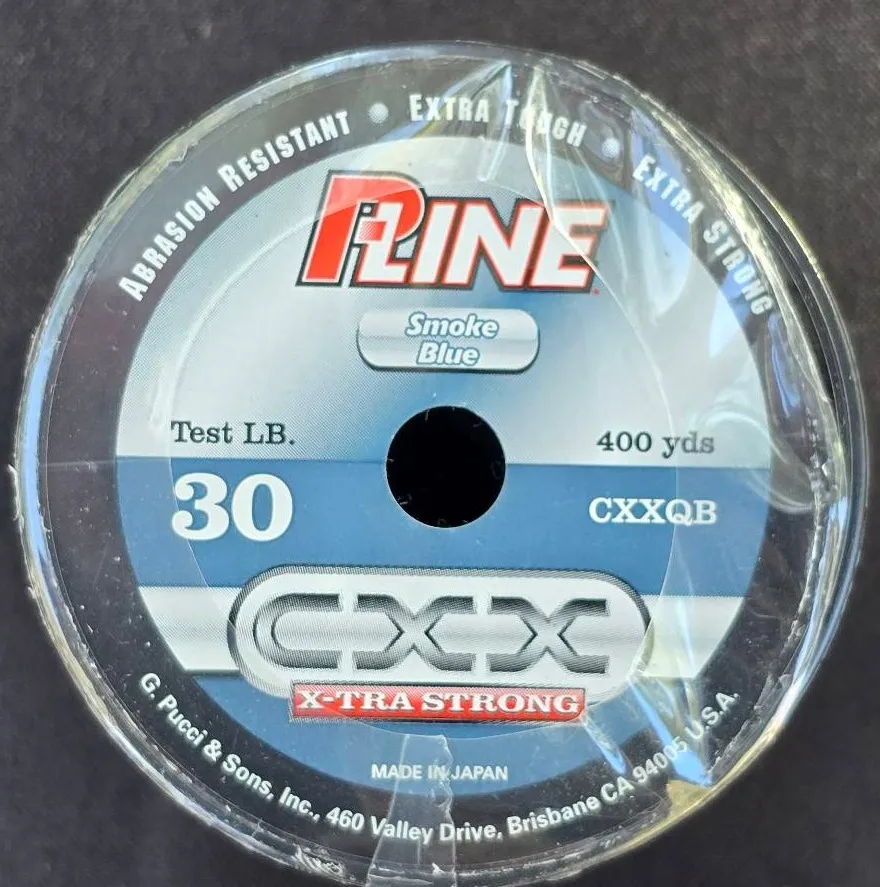 ABRASION RESISTANT • EXTRA TOUGH • EXTRA STRONG
P-LINE
Smoke
Blue
Test LB.
400 yds
30
CXXQB
CXX
X-TRA STRONG
MADE IN JAPAN
G. Pucci & Sons, Inc., 460 Valley Drive, Brisbane CA 94005 U.S.A.